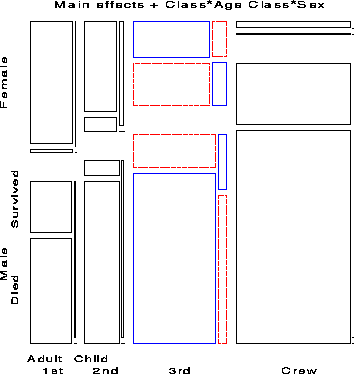 Main effects + Class*Age Class*Sex
Female
Survived
Male
Died
Adult Child
1st 2nd 3rd Crew